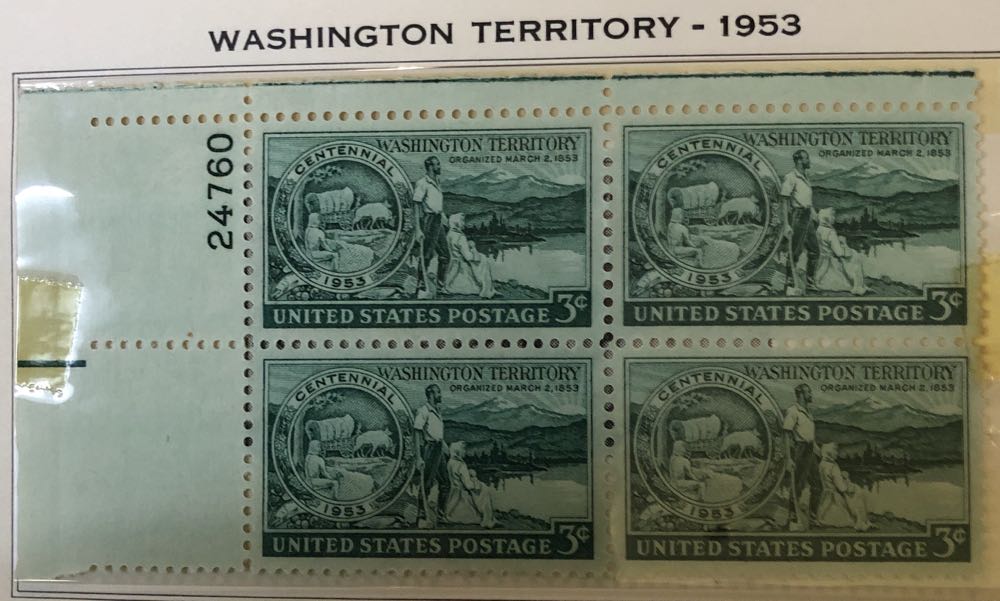 WASHINGTON TERRITORY - 1953
24760
WASHINGTON TERRITORY
ORGANIZED MARCH 2, 1853
CENTENNIAL
1953
UNITED STATES POSTAGE 3¢
WASHINGTON TERRITORY
ORGANIZED MARCH 2, 1853
CENTENNIAL
1953
UNITED STATES POSTAGE 3¢
WASHINGTON TERRITORY
ORGANIZED MARCH 2, 1853
CENTENNIAL
1953
UNITED STATES POSTAGE 3¢
WASHINGTON TERRITORY
ORGANIZED MARCH 2, 1853
CENTENNIAL
1953
UNITED STATES POSTAGE 3¢